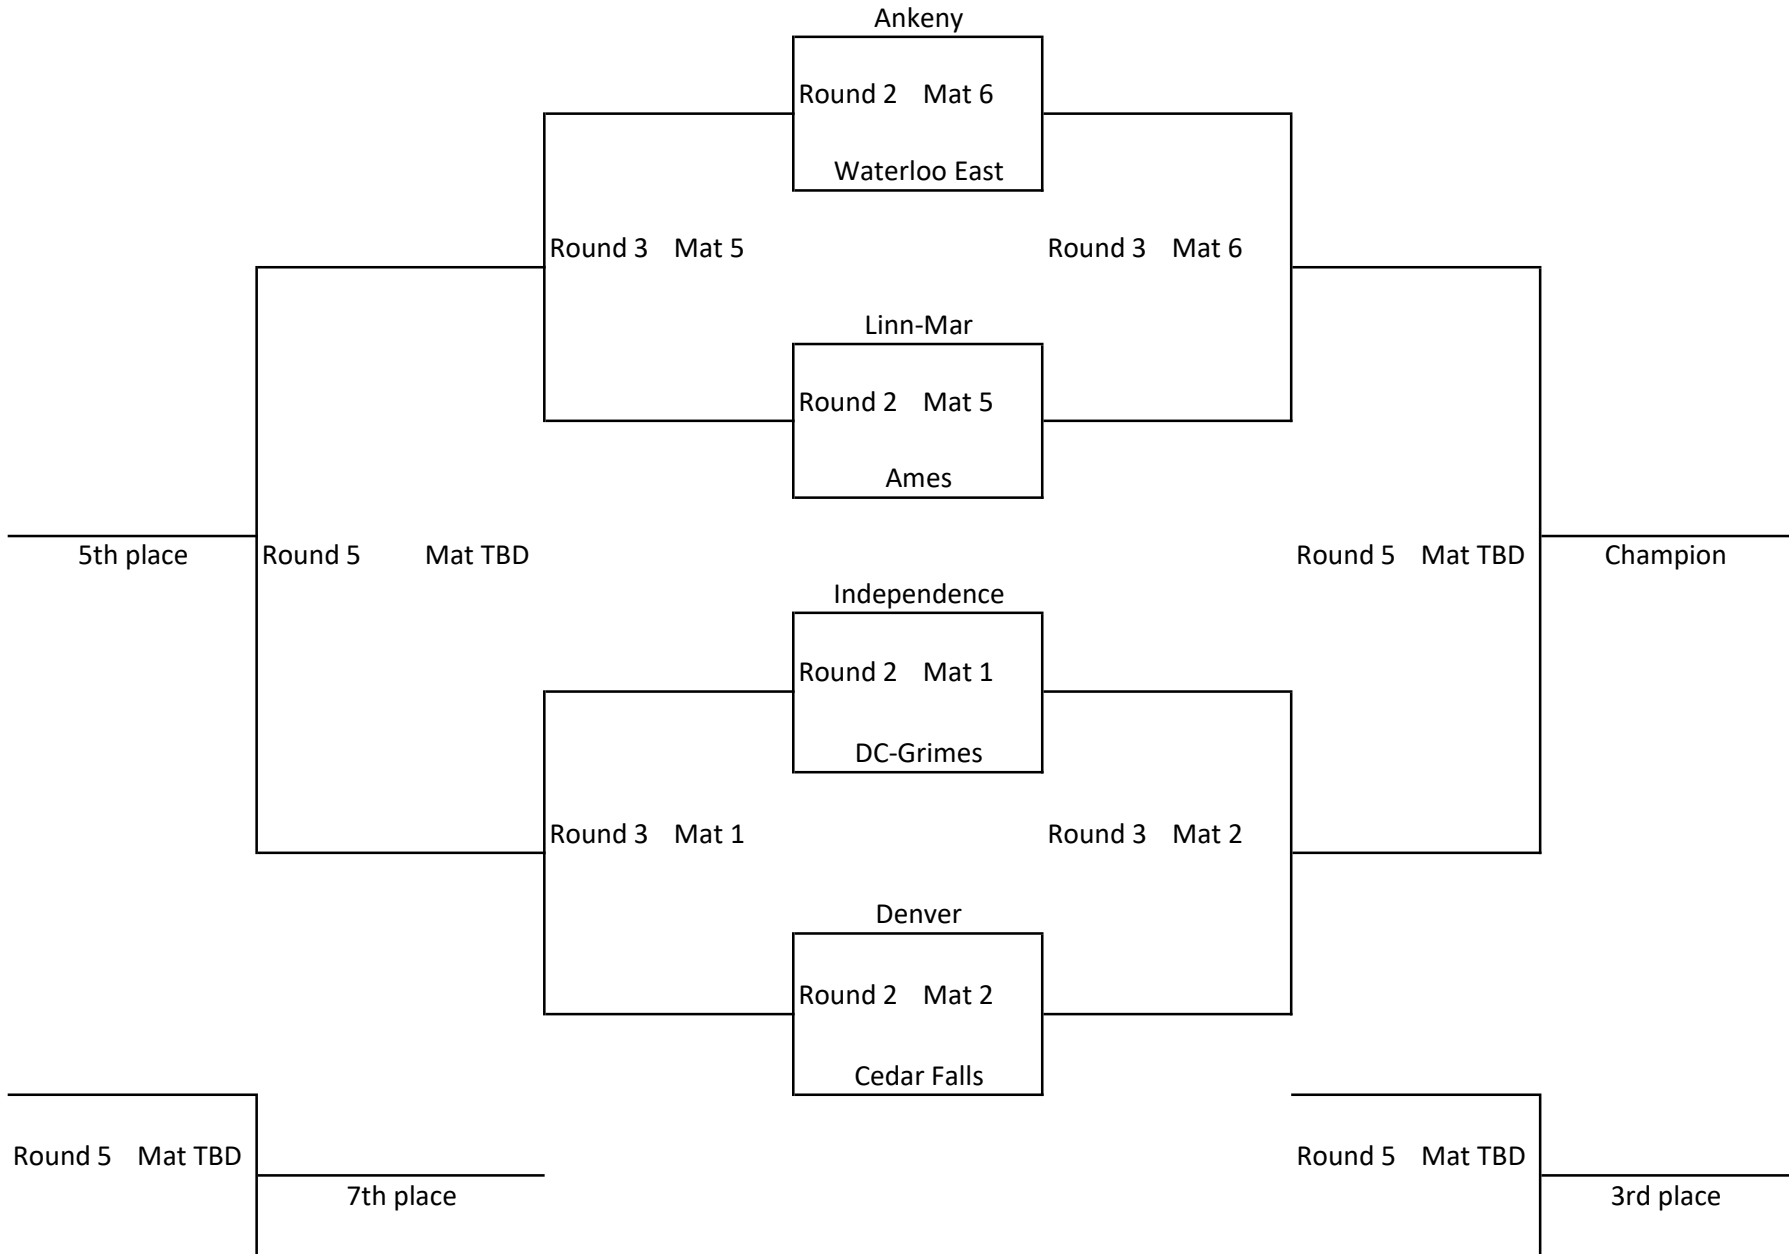 Ankeny
Round 2 Mat 6
Waterloo East
Round 3 Mat 5
Round 3 Mat 6
Linn-Mar
Round 2 Mat 5
Ames
5th place
Round 5 Mat TBD
Round 5 Mat TBD
Champion
Independence
Round 2 Mat 1
DC-Grimes
Round 3 Mat 1
Round 3 Mat 2
Denver
Round 2 Mat 2
Cedar Falls
Round 5 Mat TBD
Round 5 Mat TBD
7th place
3rd place